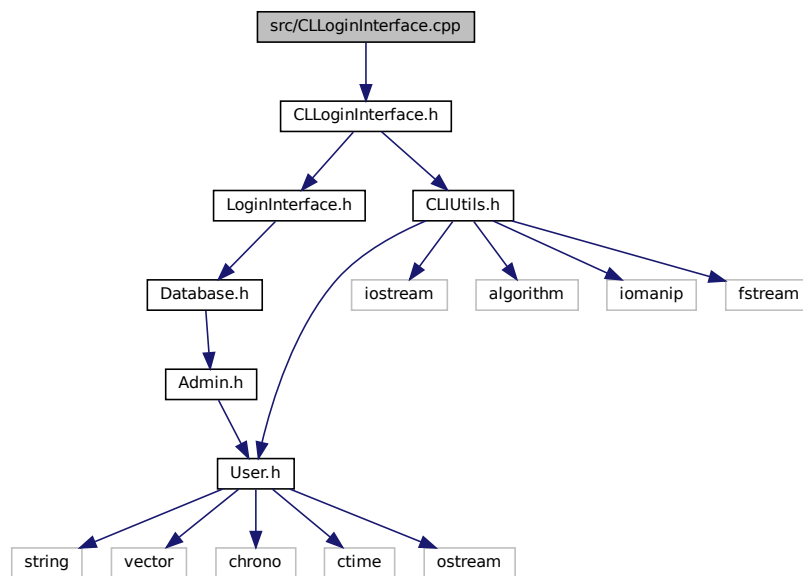 src/CLLoginInterface.cpp
CLLoginInterface.h
LoginInterface.h
CLIUtils.h
Database.h
iostream
algorithm
iomanip
fstream
Admin.h
User.h
string
vector
chrono
ctime
ostream